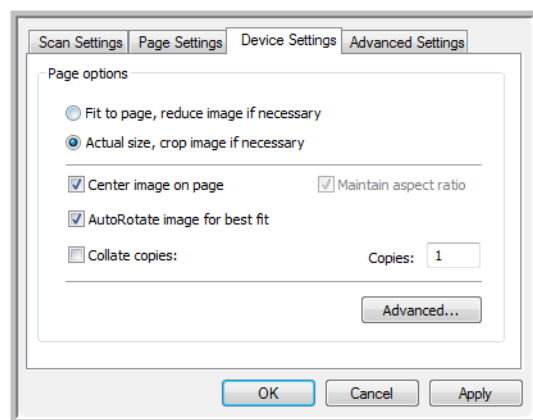 Scan Settings Page Settings Device Settings Advanced Settings
Page options
Fit to page, reduce image if necessary
Actual size, crop image if necessary
Center image on page Maintain aspect ratio
AutoRotate image for best fit
Collate copies: Copies: 1
Advanced...
OK Cancel Apply